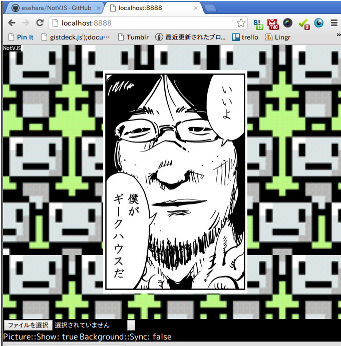 esehara/NotVJS · GitHub
localhost:8888
localhost:8888
Pin It
gistdeck.js');docu…
Tumblr
最近更新されたブロ…
trello
Lingr
NotVJS
いいよ
僕が
ギークハウスだ
ファイルを選択 選択されていません
Picture::Show: true Background::Sync: false